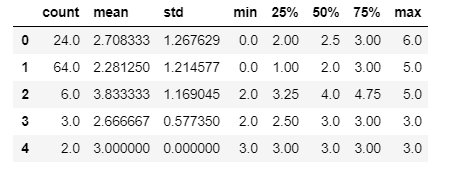 count mean std min 25% 50% 75% max
0 24.0 2.708333 1.267629 0.0 2.00 2.5 3.00 6.0
1 64.0 2.281250 1.214577 0.0 1.00 2.0 3.00 5.0
2 6.0 3.833333 1.169045 2.0 3.25 4.0 4.75 5.0
3 3.0 2.666667 0.577350 2.0 2.50 3.0 3.00 3.0
4 2.0 3.000000 0.000000 3.0 3.00 3.0 3.00 3.0